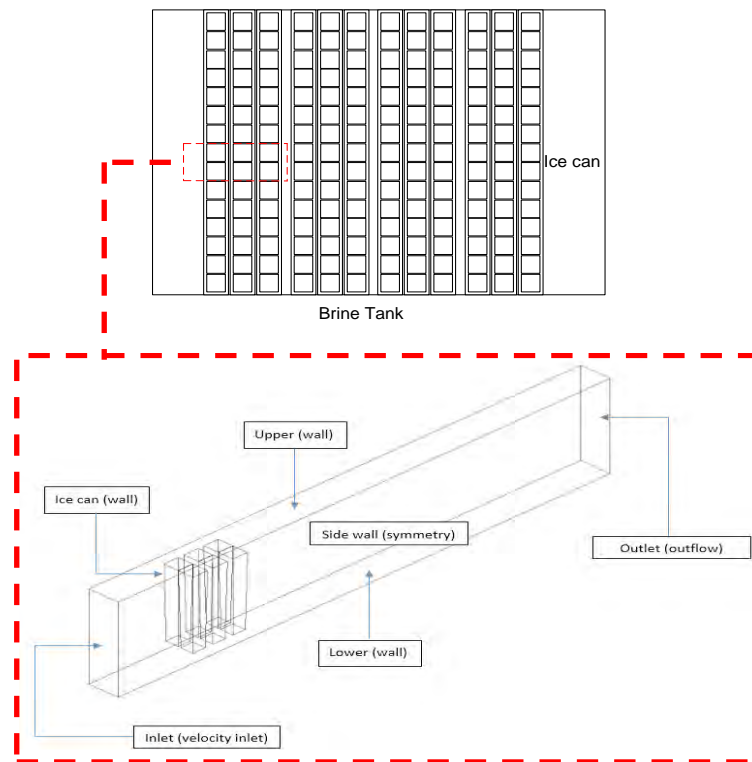 Ice can
Brine Tank
Upper (wall)
Ice can (wall)
Side wall (symmetry)
Outlet (outflow)
Lower (wall)
Inlet (velocity inlet)